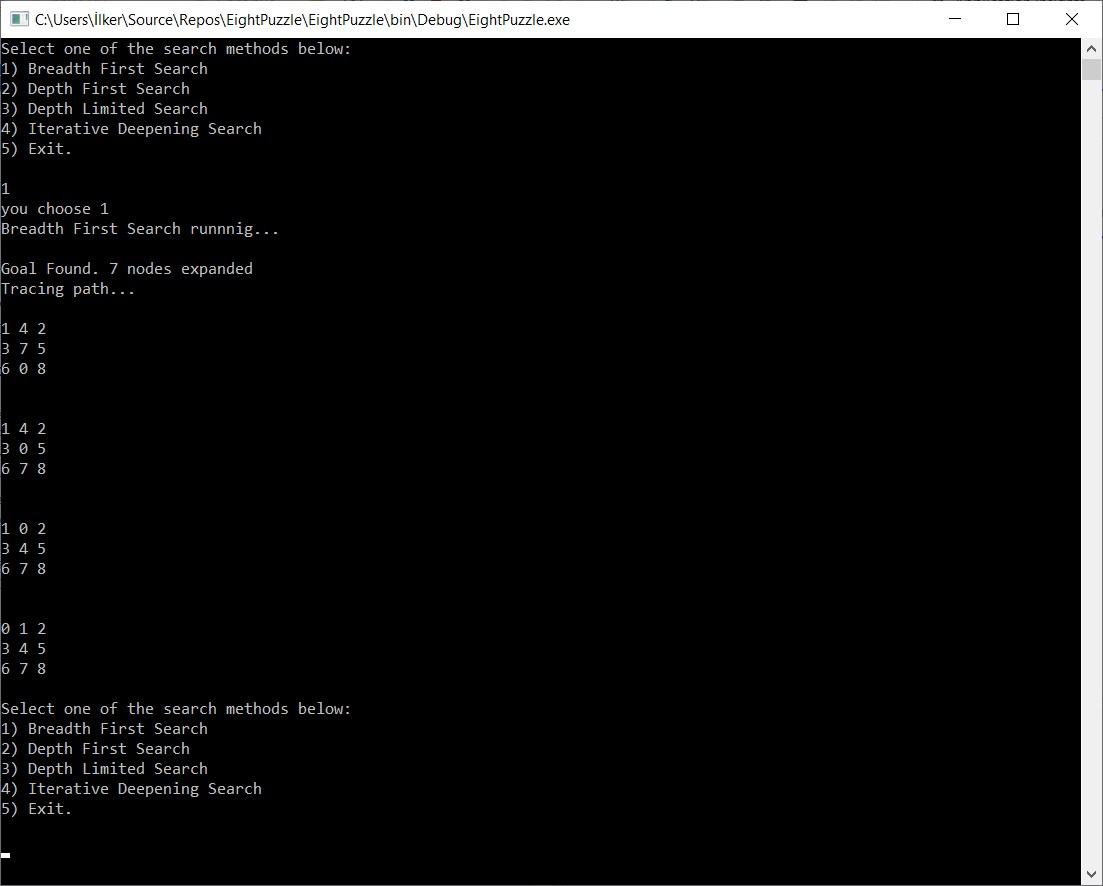 C:\Users\İlker\Source\Repos\EightPuzzle\EightPuzzle\bin\Debug\EightPuzzle.exe
Select one of the search methods below:
1) Breadth First Search
2) Depth First Search
3) Depth Limited Search
4) Iterative Deepening Search
5) Exit.
1
you choose 1
Breadth First Search runnnig...
Goal Found. 7 nodes expanded
Tracing path...
1 4 2
3 7 5
6 0 8
1 4 2
3 0 5
6 7 8
1 0 2
3 4 5
6 7 8
0 1 2
3 4 5
6 7 8
Select one of the search methods below:
1) Breadth First Search
2) Depth First Search
3) Depth Limited Search
4) Iterative Deepening Search
5) Exit.